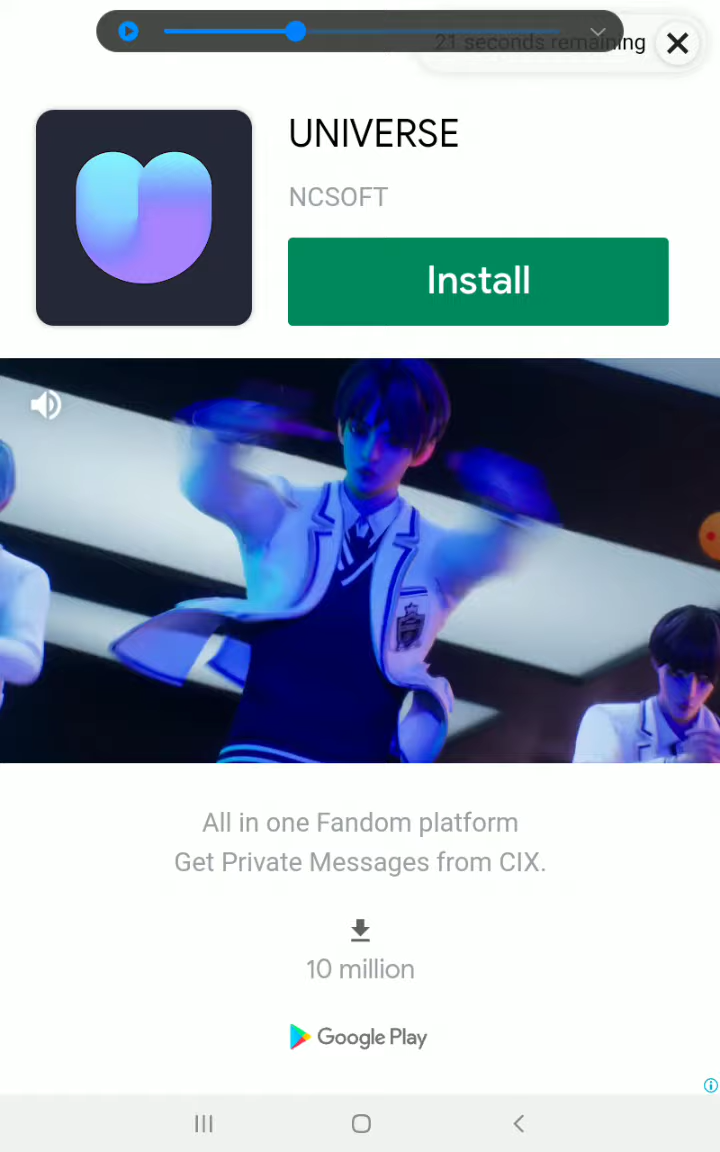 21 seconds remaining
UNIVERSE
NCSOFT
Install
All in one Fandom platform
Get Private Messages from CIX.
10 million
Google Play